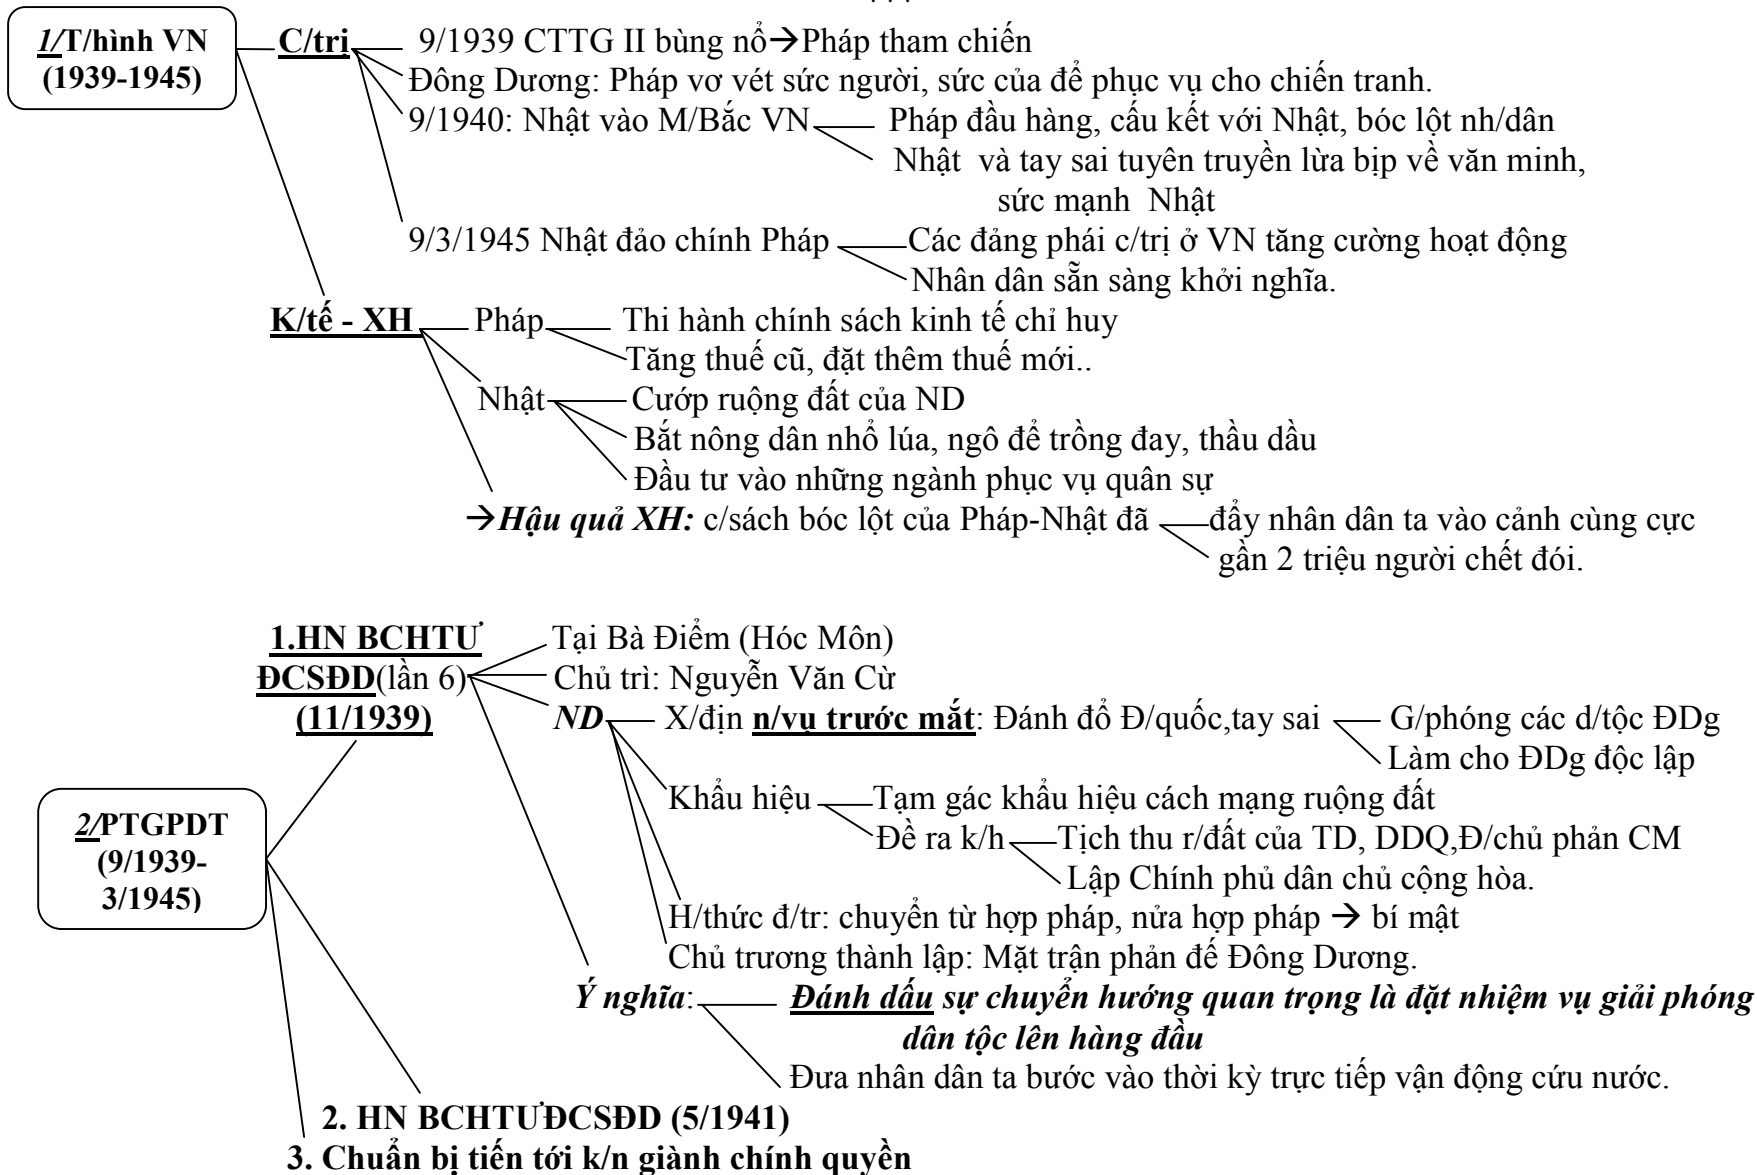 1/T/hình VN
(1939-1945)
C/trị
9/1939 CTTG II bùng nổ→Pháp tham chiến
Đông Dương: Pháp vơ vét sức người, sức của để phục vụ cho chiến tranh.
9/1940: Nhật vào M/Bắc VN
Pháp đầu hàng, cấu kết với Nhật, bóc lột nh/dân
Nhật và tay sai tuyên truyền lừa bịp về văn minh,
sức mạnh Nhật
9/3/1945 Nhật đảo chính Pháp
Các đảng phái c/trị ở VN tăng cường hoạt động
Nhân dân sẵn sàng khởi nghĩa.
K/tế - XH
Pháp
Thi hành chính sách kinh tế chỉ huy
Tăng thuế cũ, đặt thêm thuế mới..
Nhật
Cướp ruộng đất của ND
Bắt nông dân nhổ lúa, ngô để trồng đay, thầu dầu
Đầu tư vào những ngành phục vụ quân sự
→Hậu quả XH: c/sách bóc lột của Pháp-Nhật đã
đẩy nhân dân ta vào cảnh cùng cực
gần 2 triệu người chết đói.
2/PTGPDT
(9/1939-
3/1945)
1.HN BCHTƯ
ĐCSĐD(lần 6)
(11/1939)
Tại Bà Điểm (Hóc Môn)
Chủ trì: Nguyễn Văn Cừ
ND
X/địn n/vụ trước mắt: Đánh đổ Đ/quốc,tay sai
G/phóng các d/tộc ĐDg
Làm cho ĐDg độc lập
Khẩu hiệu
Tạm gác khẩu hiệu cách mạng ruộng đất
Đề ra k/h
Tịch thu r/đất của TD, DDQ,Đ/chủ phản CM
Lập Chính phủ dân chủ cộng hòa.
H/thức đ/tr: chuyển từ hợp pháp, nửa hợp pháp → bí mật
Chủ trương thành lập: Mặt trận phản đế Đông Dương.
Ý nghĩa:
Đánh dấu sự chuyển hướng quan trọng là đặt nhiệm vụ giải phóng
dân tộc lên hàng đầu
Đưa nhân dân ta bước vào thời kỳ trực tiếp vận động cứu nước.
2. HN BCHTƯĐCSĐD (5/1941)
3. Chuẩn bị tiến tới k/n giành chính quyền